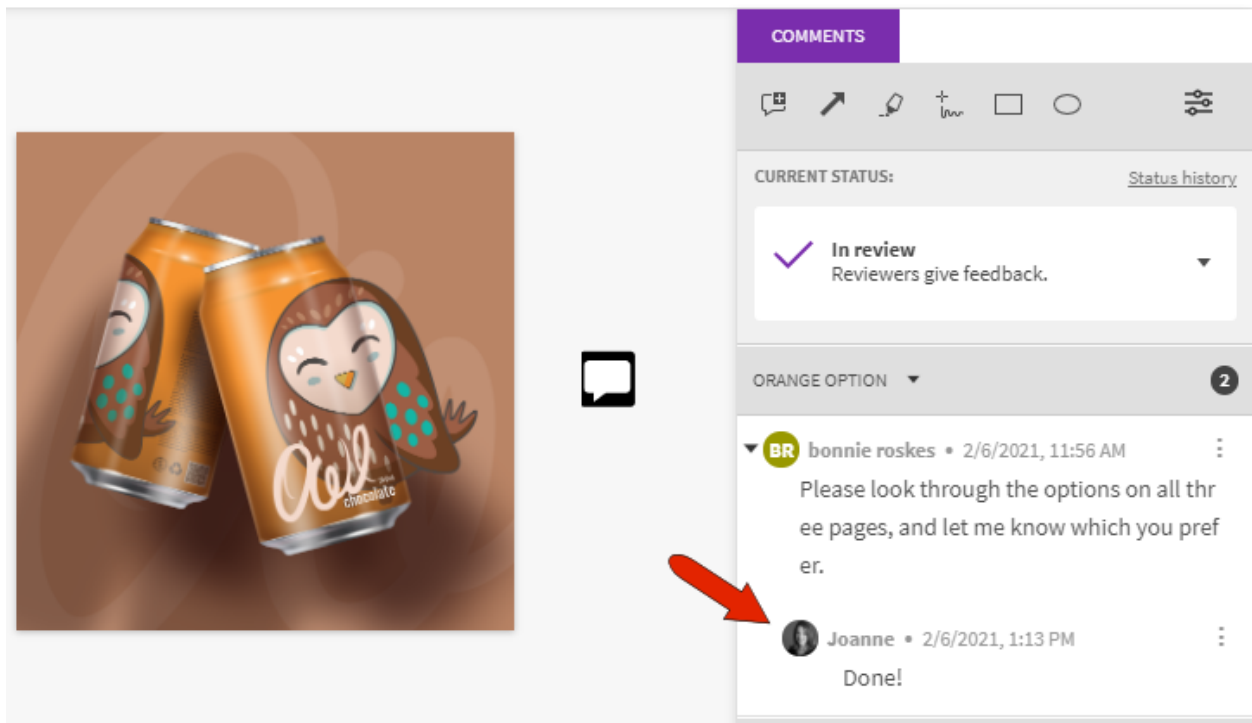 COMMENTS
CURRENT STATUS:
Status history
In review
Reviewers give feedback.
ORANGE OPTION
2
BR bonnie roskes • 2/6/2021, 11:56 AM
Please look through the options on all thr
ee pages, and let me know which you pref
er.
Joanne • 2/6/2021, 1:13 PM
Done!
Owl
chocolate